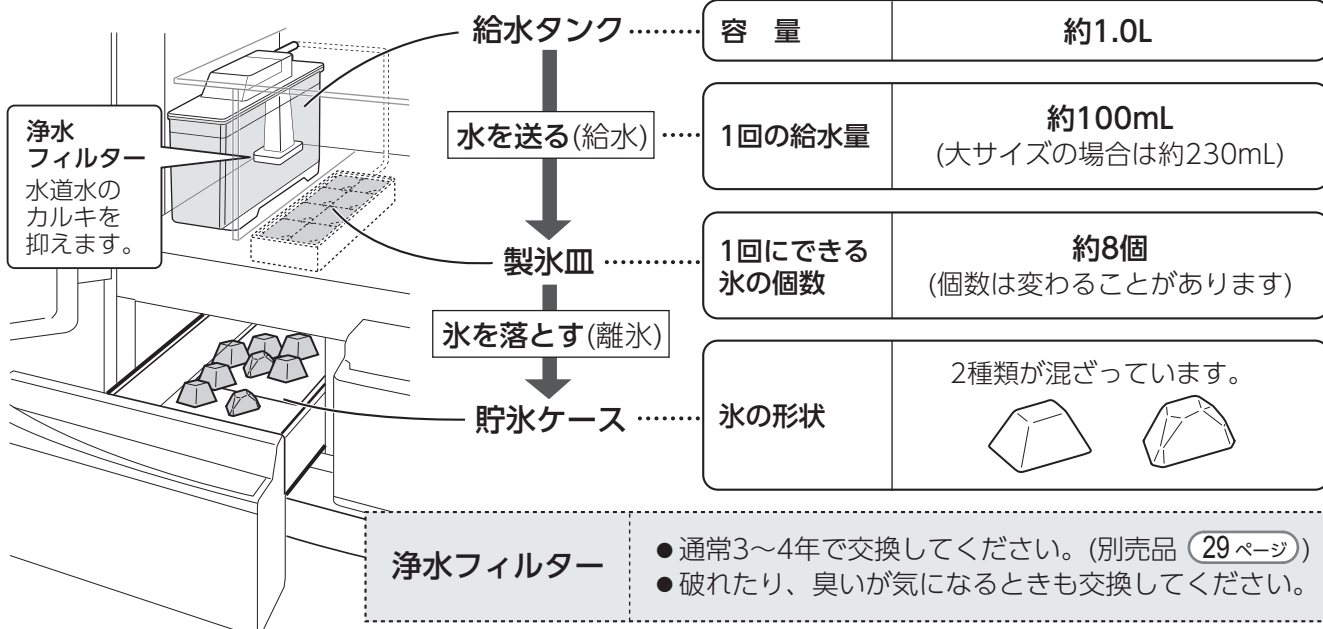 給水タンク
容 量
約1.0L
浄水
フィルター
水道水の
カルキを
抑えます。
水を送る(給水)
1回の給水量
約100mL
(大サイズの場合は約230mL)
製氷皿
1回にできる
氷の個数
約8個
(個数は変わることがあります)
氷を落とす(離氷)
貯氷ケース
氷の形状
2種類が混ざっています。
浄水フィルター
●通常3〜4年で交換してください。(別売品 29ページ)
●破れたり、臭いが気になるときも交換してください。